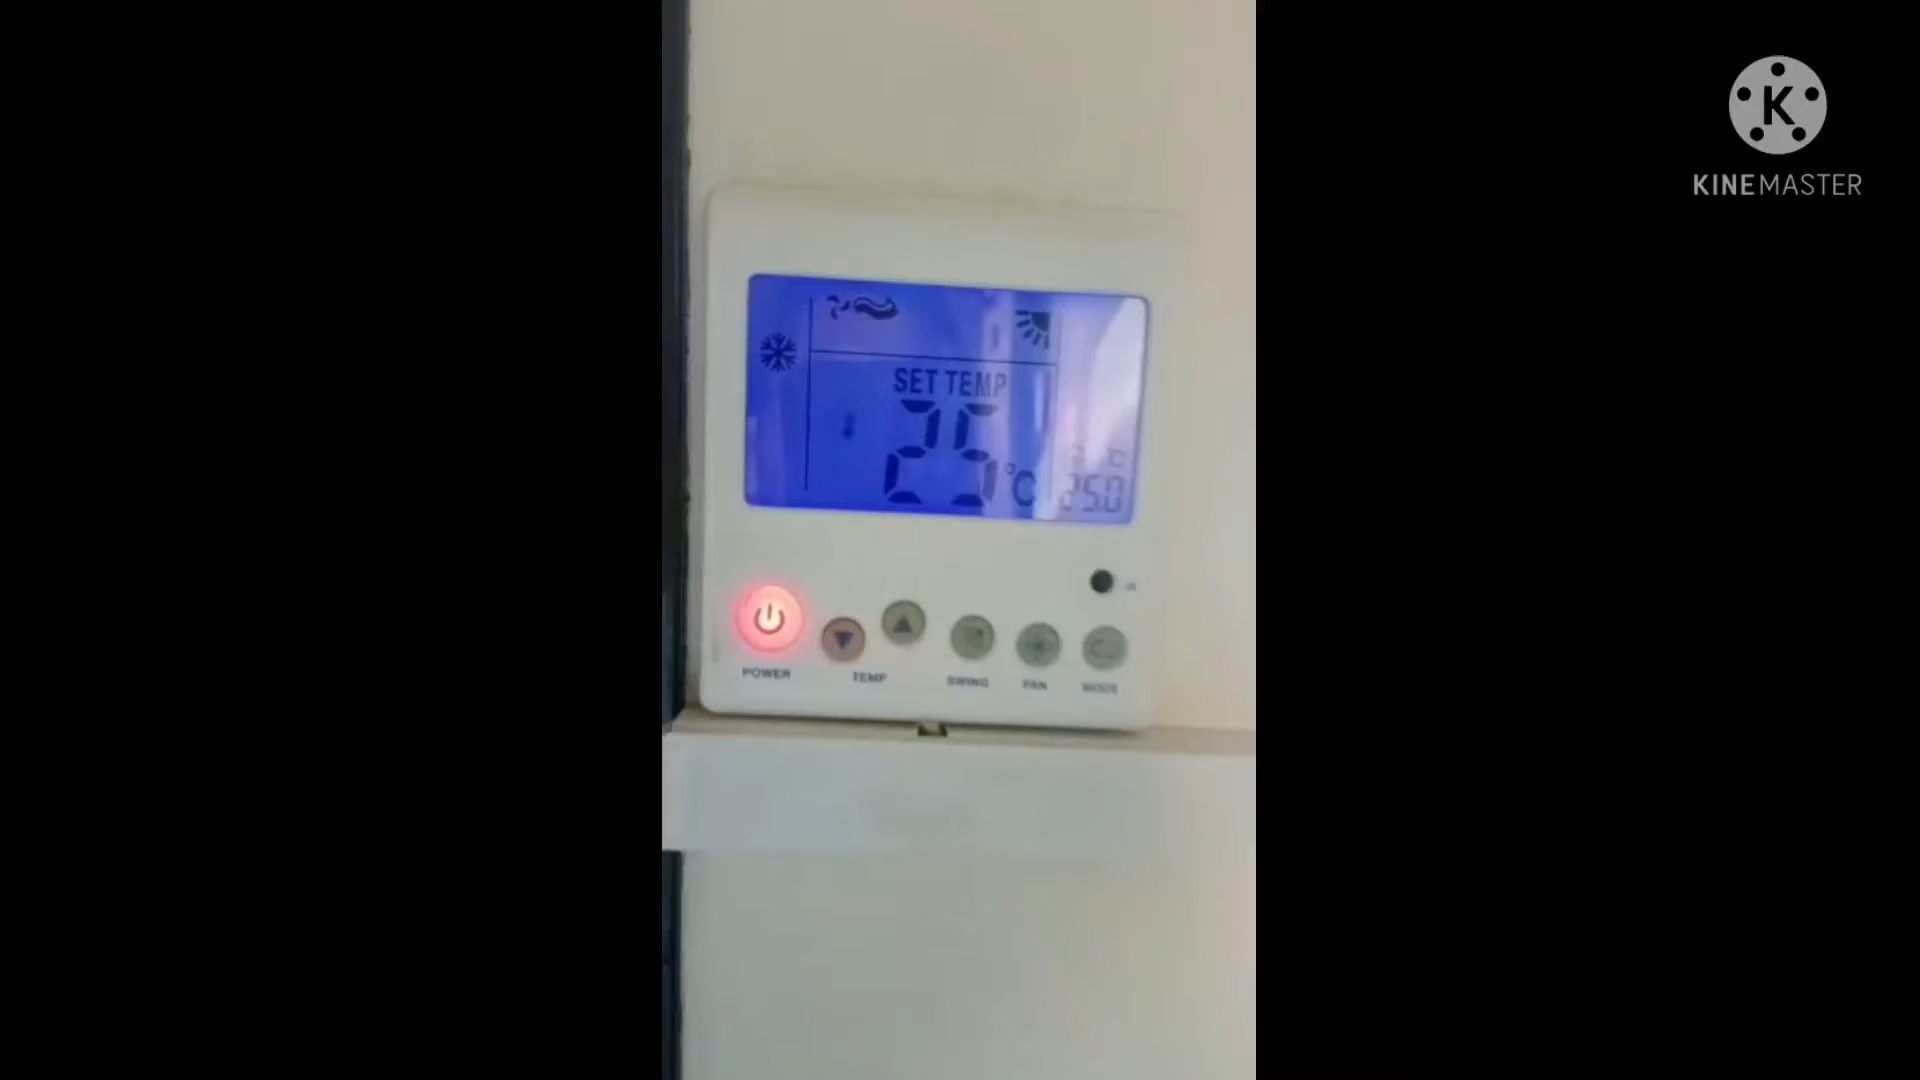 KINEMASTER
SET TEMP
25 °C
°C
25.0
POWER
TEMP
SWING
FAN
MODE